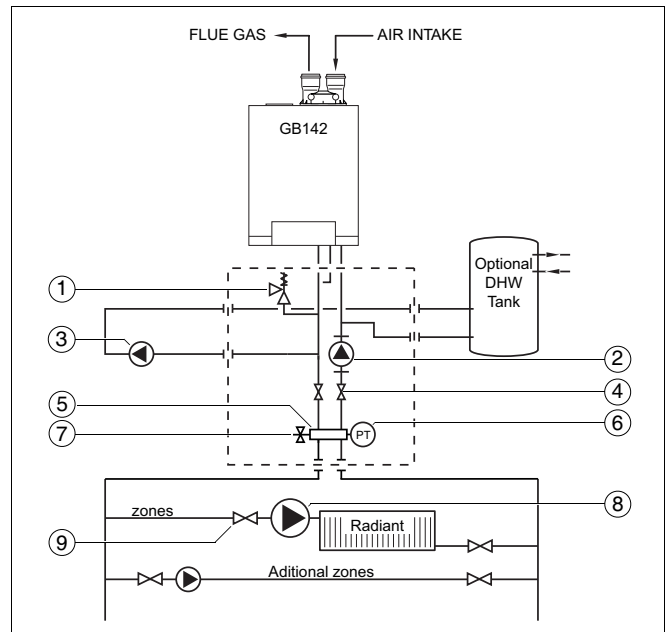 FLUE GAS
AIR INTAKE
GB142
Optional
DHW
Tank
1
3
2
4
5
6
7
PT
8
zones
Radiant
9
Aditional zones